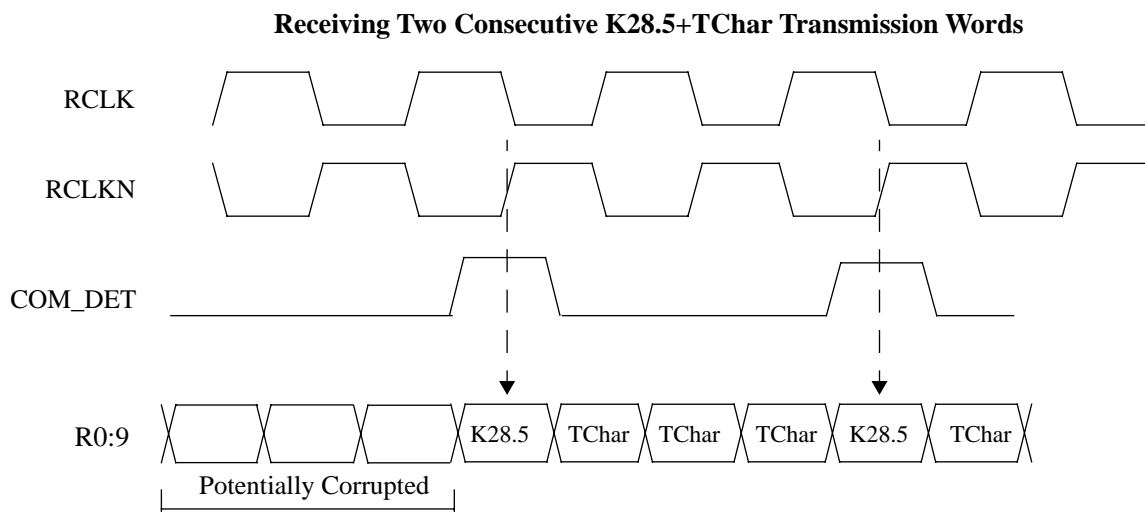 Receiving Two Consecutive K28.5+TChar Transmission Words
RCLK
RCLKN
COM_DET
R0:9
K28.5 TChar TChar TChar K28.5 TChar
Potentially Corrupted